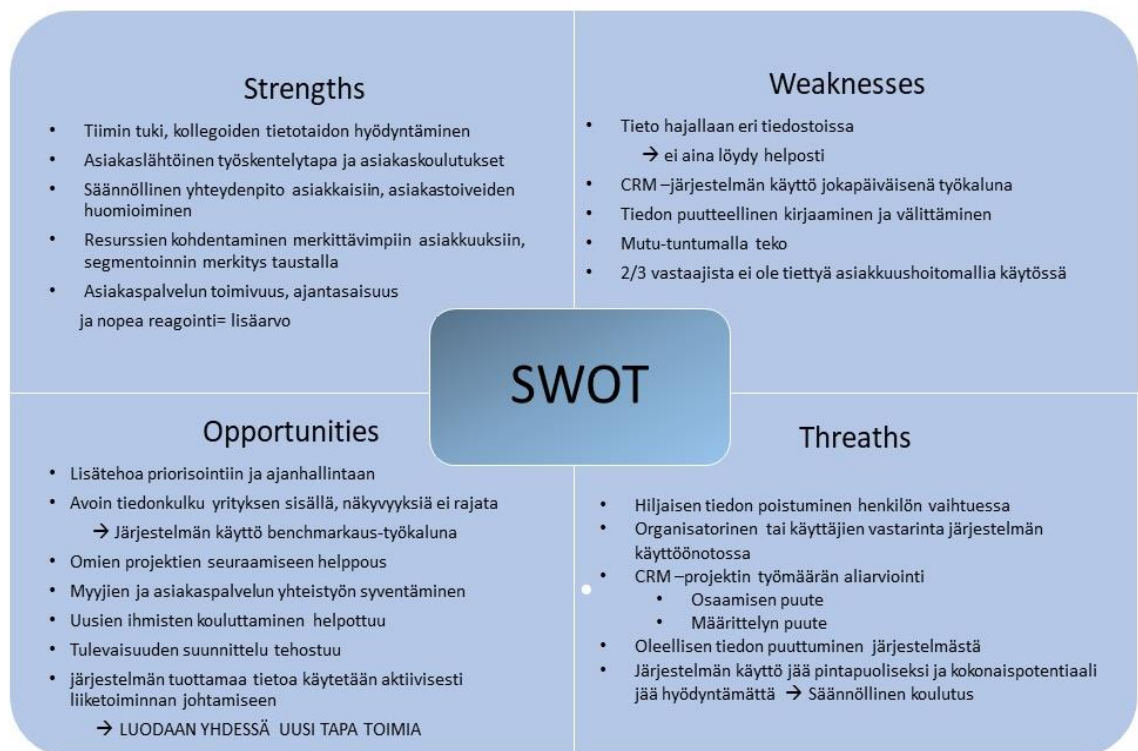 Strengths
• Tiimin tuki, kollegoiden tietotaidon hyödyntäminen
• Asiakaslähtöinen työskentelytapa ja asiakaskoulutukset
• Säännöllinen yhteydenpito asiakkaisiin, asiakastoiveiden
huomioiminen
• Resurssien kohdentaminen merkittävimpiin asiakkuuksiin,
segmentoinnin merkitys taustalla
• Asiakaspalvelun toimivuus, ajantasaisuus
ja nopea reagointi= lisäarvo
Weaknesses
• Tieto hajallaan eri tiedostoissa
→ ei aina löydy helposti
• CRM –järjestelmän käyttö jokapäiväisenä työkaluna
• Tiedon puutteellinen kirjaaminen ja välittäminen
• Mutu-tuntumalla teko
• 2/3 vastaajista ei ole tiettyä asiakkuushoitomallia käytössä
SWOT
Opportunities
• Lisätehoa priorisointiin ja ajanhallintaan
• Avoin tiedonkulku yrityksen sisällä, näkyvyyksiä ei rajata
→ Järjestelmän käyttö benchmarkaus-työkaluna
• Omien projektien seuraamiseen helppous
• Myyjien ja asiakaspalvelun yhteistyön syventäminen
• Uusien ihmisten kouluttaminen helpottuu
• Tulevaisuuden suunnittelu tehostuu
• järjestelmän tuottamaa tietoa käytetään aktiivisesti
liiketoiminnan johtamiseen
→ LUODAAN YHDESSÄ UUSI TAPA TOIMIA
Threaths
• Hiljaisen tiedon poistuminen henkilön vaihtuessa
• Organisatorinen tai käyttäjien vastarinta järjestelmän
käyttöönotossa
• CRM –projektin työmäärän aliarviointi
• Osaamisen puute
• Määrittelyn puute
• Oleellisen tiedon puuttuminen järjestelmästä
• Järjestelmän käyttö jää pintapuoliseksi ja kokonaispotentiaali
jää hyödyntämättä → Säännöllinen koulutus